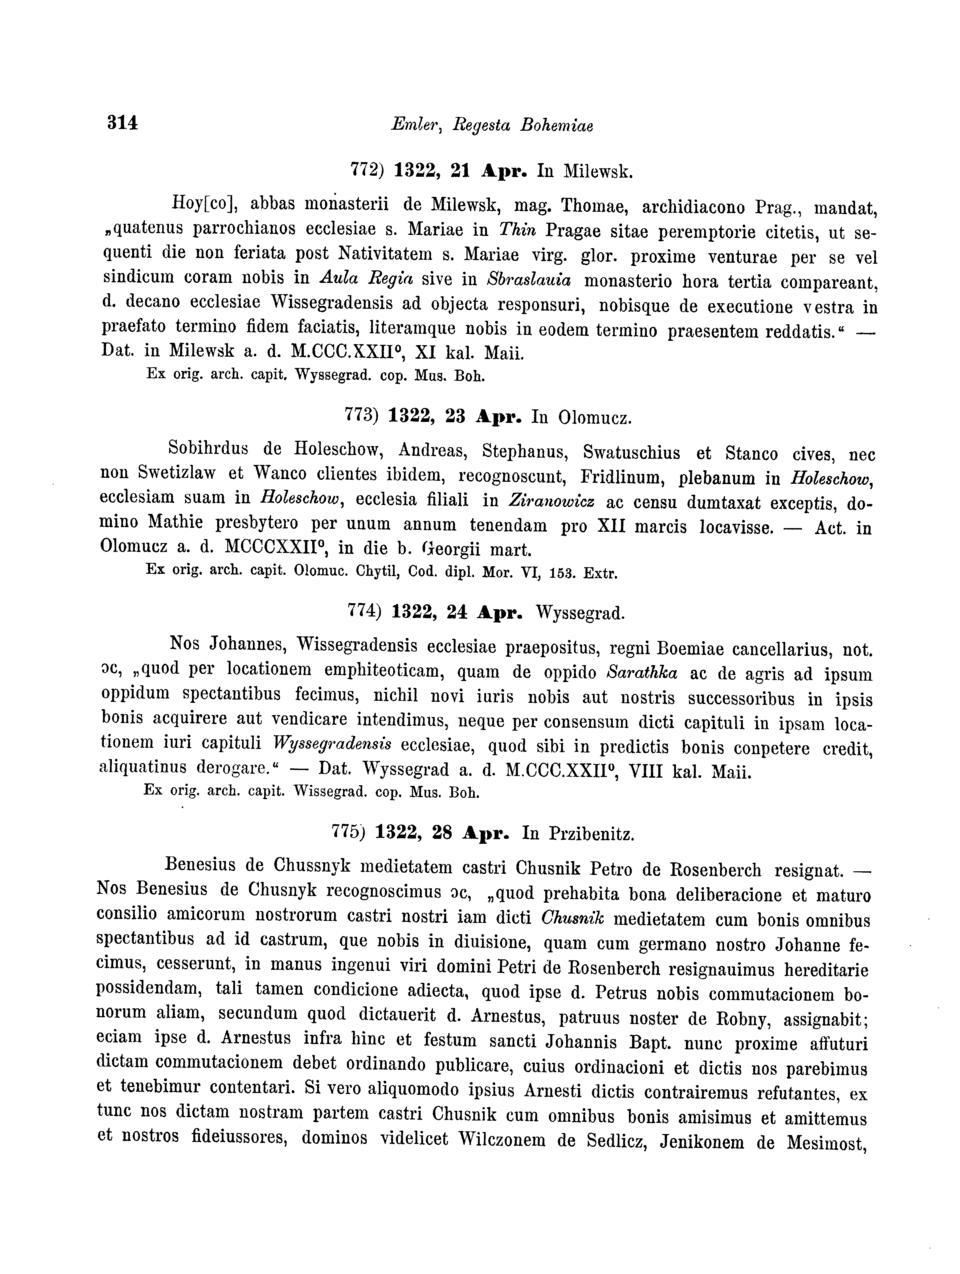 314 Emler, Regesta Bohemiae
772) 1322, 21 Apr. In Milewsk.
Hoy[co], abbas monasterii de Milewsk, mag. Thomae, archidiacono Prag., mandat,
„quatenus parrochianos ecclesiae s. Mariae in Thin Pragae sitae peremptorie citetis, ut se-
quenti die non feriata post Nativitatem s. Mariae virg. glor. proxime venturae per se vel
sindicum coram nobis in Aula Regia sive in Sbraslauia monasterio hora tertia compareant,
d. decano ecclesiae Wissegradensis ad objecta responsuri, nobisque de executione vestra in
praefato termino fidem faciatis, literamque nobis in eodem termino praesentem reddatis.“ —
Dat. in Milewsk a. d. M.CCC.XXIIº, XI kal. Maii.
Ex orig. arch. capit. Wyssegrad. cop. Mus. Boh.
773) 1322, 23 Apr. In Olomucz.
Sobihrdus de Holeschow, Andreas, Stephanus, Swatuschius et Stanco cives, nec
non Swetizlaw et Wanco clientes ibidem, recognoscunt, Fridlinum, plebanum in Holeschow,
ecclesiam suam in Holeschow, ecclesia filiali in Ziranowicz ac censu dumtaxat exceptis, do-
mino Mathie presbytero per unum annum tenendam pro XII marcis locavisse. — Act. in
Olomucz a. d. MCCCXXIIº, in die b. Georgii mart.
Ex orig. arch. capit. Olomuc. Chytil, Cod. dipl. Mor. VI, 153. Extr.
774) 1322, 24 Apr. Wyssegrad.
Nos Johannes, Wissegradensis ecclesiae praepositus, regni Boemiae cancellarius, not.
ɔc, „quod per locationem emphiteoticam, quam de oppido Sarathka ac de agris ad ipsum
oppidum spectantibus fecimus, nichil novi iuris nobis aut nostris successoribus in ipsis
bonis acquirere aut vendicare intendimus, neque per consensum dicti capituli in ipsam loca-
tionem iuri capituli Wyssegradensis ecclesiae, quod sibi in predictis bonis conpetere credit,
aliquatinus derogare.“ — Dat. Wyssegrad a. d. M.CCC.XXIIº, VIII kal. Maii.
Ex orig. arch. capit. Wissegrad. cop. Mus. Boh.
775) 1322, 28 Apr. In Przibenitz.
Benesius de Chussnyk medietatem castri Chusnik Petro de Rosenberch resignat. —
Nos Benesius de Chusnyk recognoscimus ɔc, „quod prehabita bona deliberacione et maturo
consilio amicorum nostrorum castri nostri iam dicti Chusnik medietatem cum bonis omnibus
spectantibus ad id castrum, que nobis in diuisione, quam cum germano nostro Johanne fe-
cimus, cesserunt, in manus ingenui viri domini Petri de Rosenberch resignauimus hereditarie
possidendam, tali tamen condicione adiecta, quod ipse d. Petrus nobis commutacionem bo-
norum aliam, secundum quod dictauerit d. Arnestus, patruus noster de Robny, assignabit;
eciam ipse d. Arnestus infra hinc et festum sancti Johannis Bapt. nunc proxime affuturi
dictam commutacionem debet ordinando publicare, cuius ordinacioni et dictis nos parebimus
et tenebimur contentari. Si vero aliquomodo ipsius Arnesti dictis contrairemus refutantes, ex
tunc nos dictam nostram partem castri Chusnik cum omnibus bonis amisimus et amittemus
et nostros fideiussores, dominos videlicet Wilczonem de Sedlicz, Jenikonem de Mesimost,